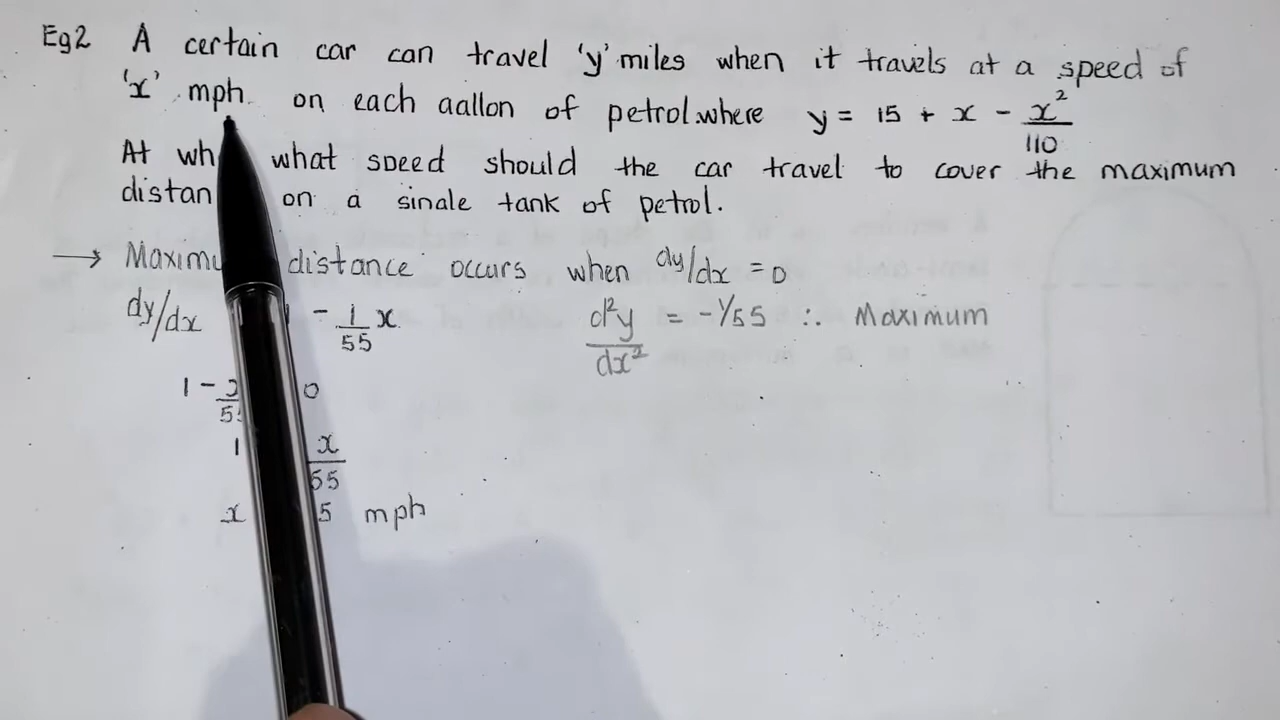 Eg2 A certain car can travel 'y' miles when it travels at a speed of
'x' mph on each aallon of petrol.where y = 15 + x - x²/110
At wh what speed should the car travel to cover the maximum
distan on a sinale tank of petrol.
→ Maximu distance occurs when dy/dx = 0
dy/dx 1 - 1/55 x d²y/dx² = -1/55 ∴ Maximum
1 - 0
1 x/55
x 5 mph